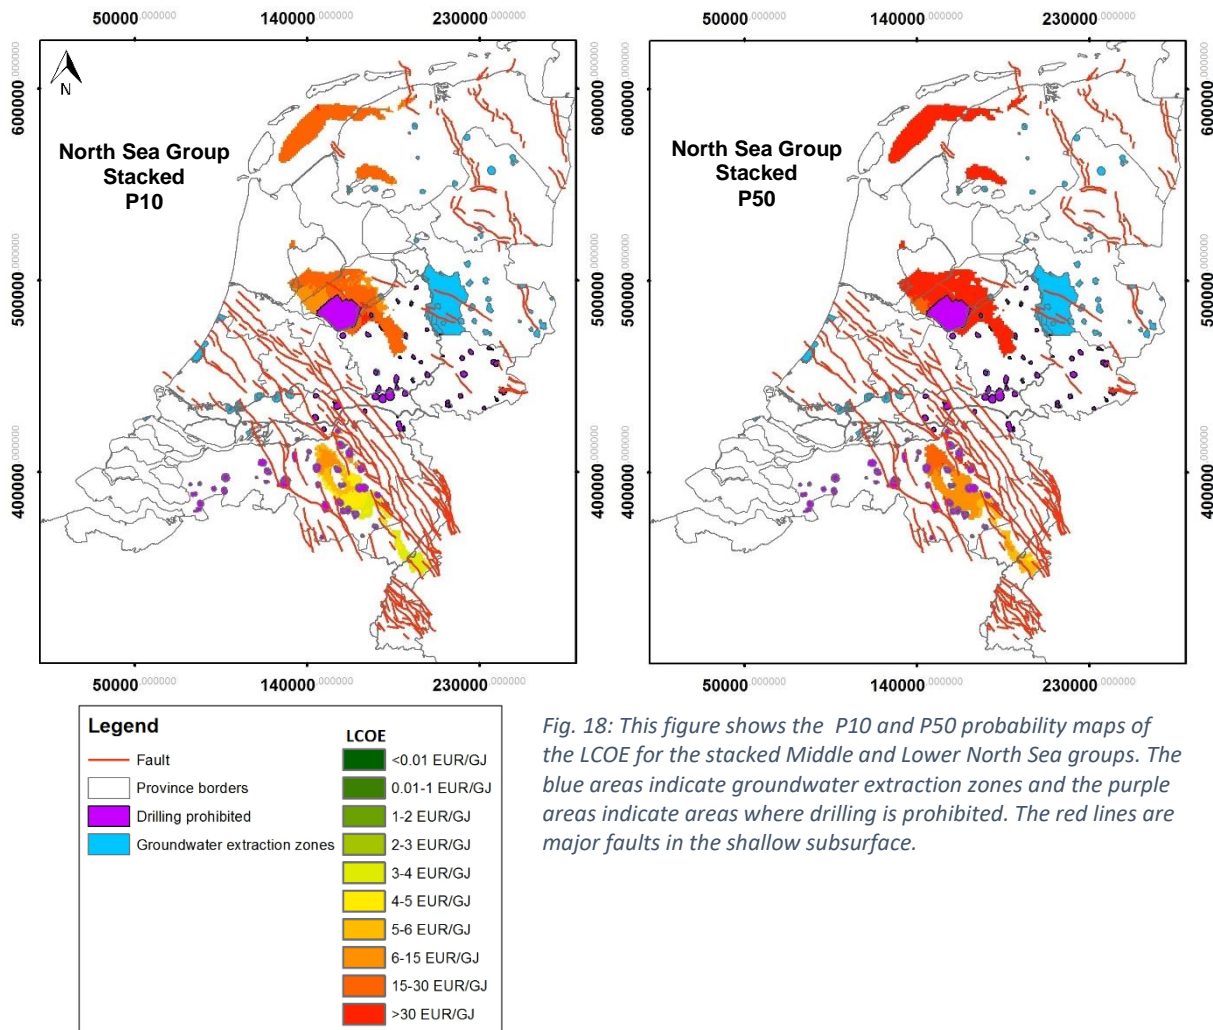 50000,000000 140000,000000 230000,000000 50000,000000 140000,000000 230000,000000
600000,000000 600000,000000 600000,000000 600000,000000
500000,000000 500000,000000 500000,000000 500000,000000
400000,000000 400000,000000 400000,000000 400000,000000
N
North Sea Group
Stacked
P10
North Sea Group
Stacked
P50
50000,000000 140000,000000 230000,000000 50000,000000 140000,000000 230000,000000
Legend
Fault
Province borders
Drilling prohibited
Groundwater extraction zones
LCOE
<0.01 EUR/GJ
0.01-1 EUR/GJ
1-2 EUR/GJ
2-3 EUR/GJ
3-4 EUR/GJ
4-5 EUR/GJ
5-6 EUR/GJ
6-15 EUR/GJ
15-30 EUR/GJ
>30 EUR/GJ
Fig. 18: This figure shows the P10 and P50 probability maps of
the LCOE for the stacked Middle and Lower North Sea groups. The
blue areas indicate groundwater extraction zones and the purple
areas indicate areas where drilling is prohibited. The red lines are
major faults in the shallow subsurface.